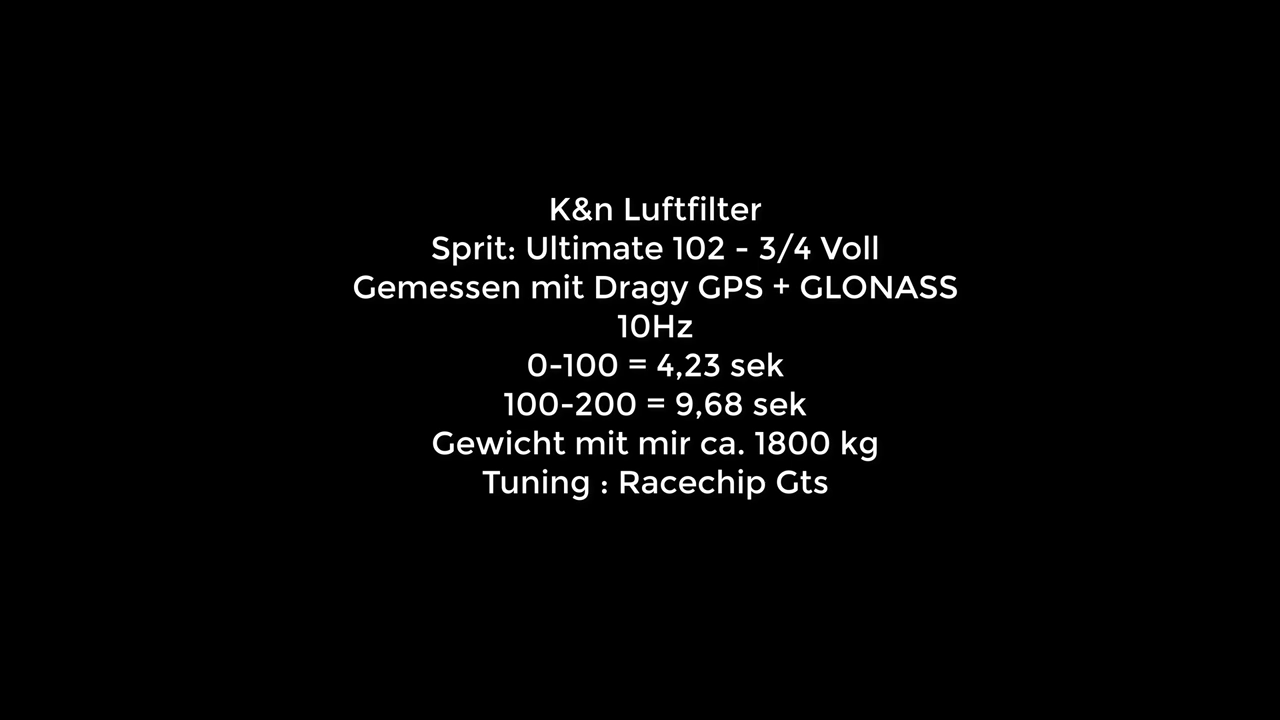 K&n Luftfilter
Sprit: Ultimate 102 - 3/4 Voll
Gemessen mit Dragy GPS + GLONASS
10Hz
0-100 = 4,23 sek
100-200 = 9,68 sek
Gewicht mit mir ca. 1800 kg
Tuning : Racechip Gts